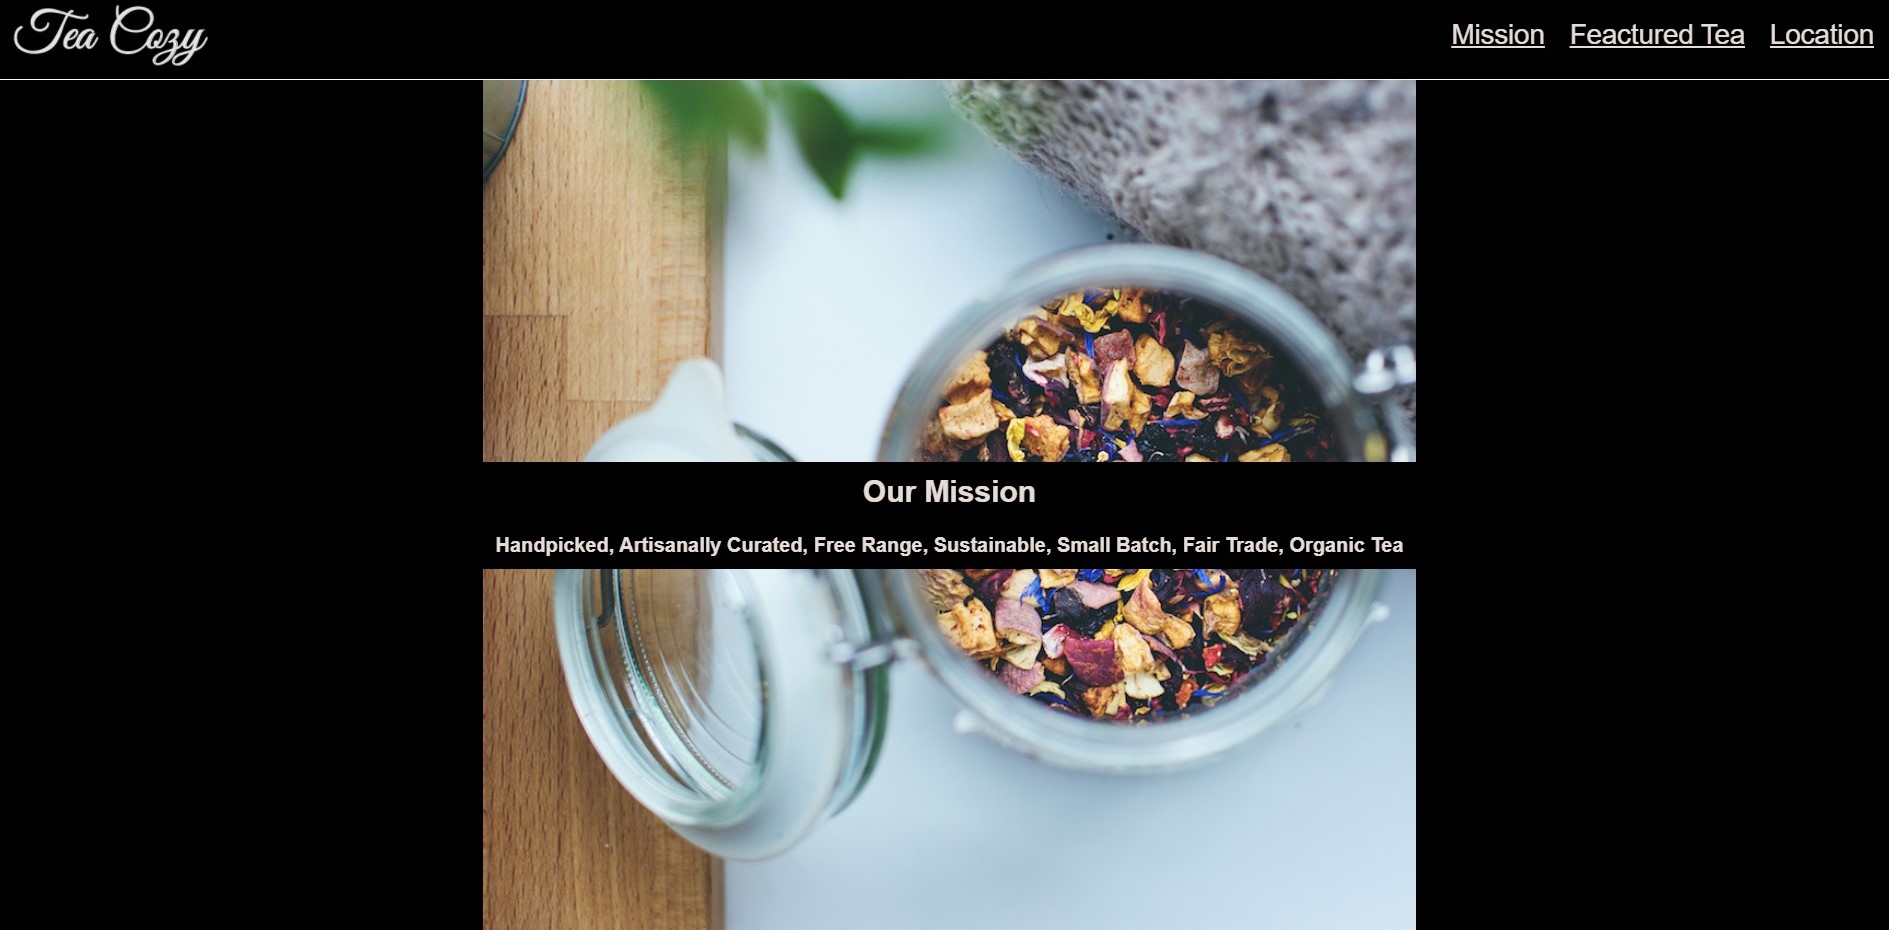 Tea Cozy
Mission Feactured Tea Location
Our Mission
Handpicked, Artisanally Curated, Free Range, Sustainable, Small Batch, Fair Trade, Organic Tea